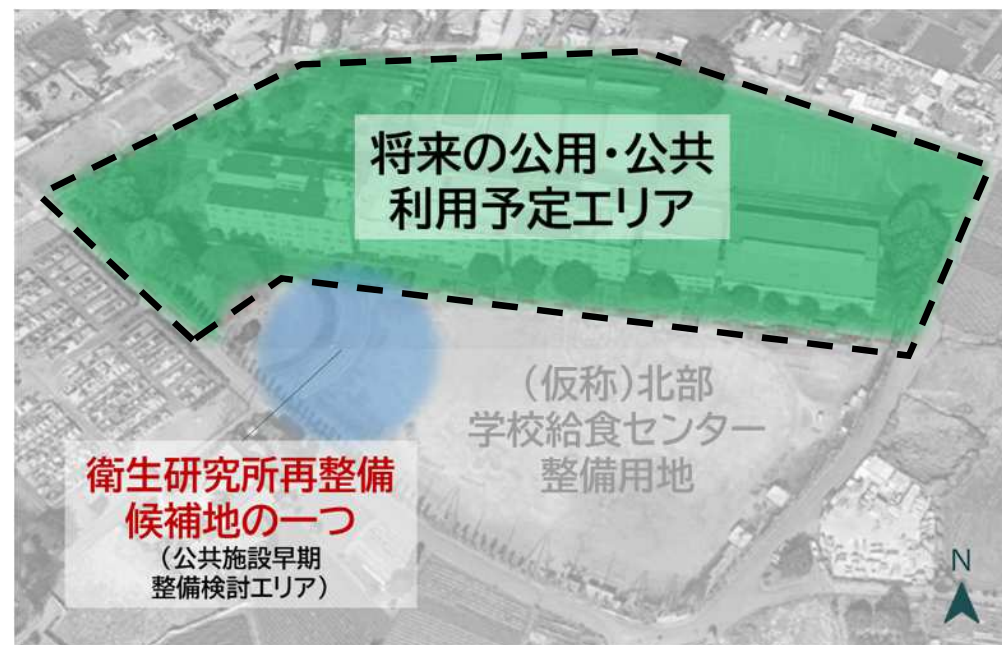 将来の公用・公共
利用予定エリア
(仮称)北部
学校給食センター
整備用地
衛生研究所再整備
候補地の一つ
(公共施設早期
整備検討エリア)
N